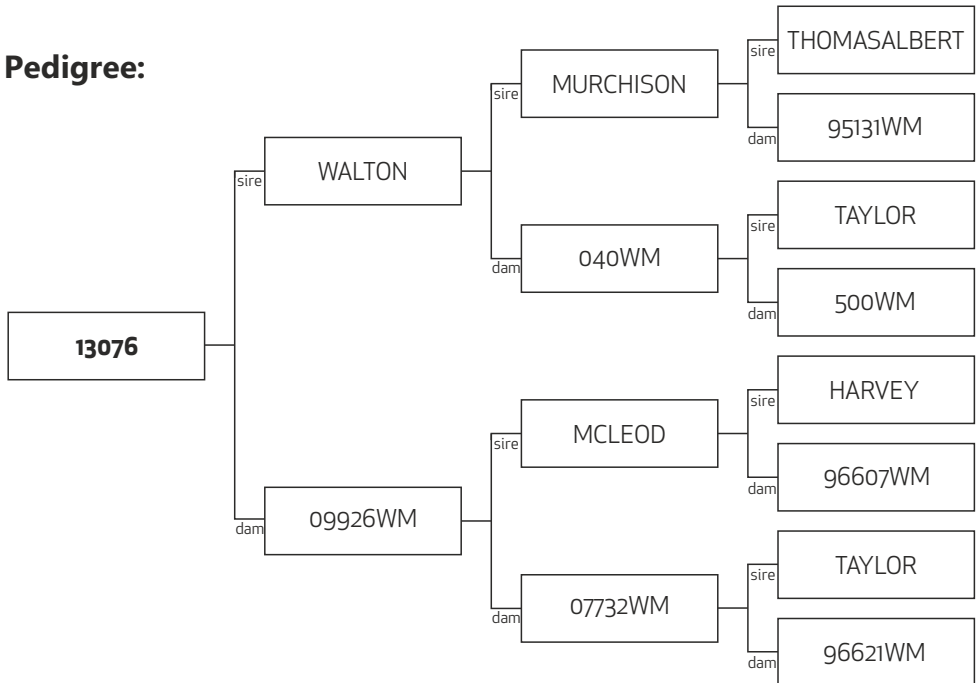 Pedigree:
sire
THOMASALBERT
sire
MURCHISON
dam
95131WM
sire
WALTON
sire
TAYLOR
dam
040WM
dam
500WM
13076
sire
HARVEY
sire
MCLEOD
dam
96607WM
dam
09926WM
sire
TAYLOR
dam
07732WM
dam
96621WM